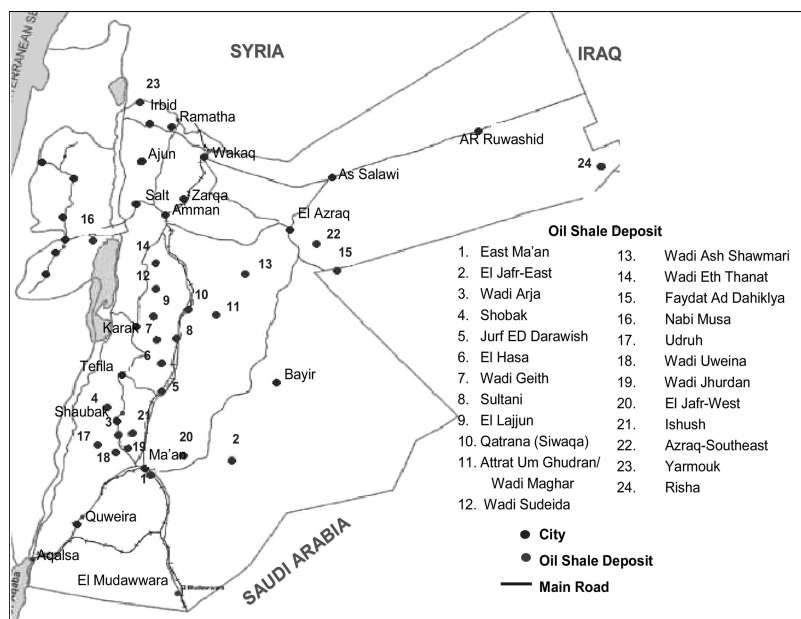 TERRANEAN SE
SYRIA
IRAQ
23
Irbid
Ramatha
AR Ruwashid
Ajun
Wakaq
24
As Salawi
Salt
Zarqa
Amman
El Azraq
16
22
14
13
15
12
9
10
11
Karak
7
8
6
Tefila
Bayir
5
4
Shaubak
3
21
17
19
20
2
18
Ma'an
1
Quweira
Aqalsa
Aqaba
El Mudawwara
El Mudawwara
SAUDI ARABIA
Oil Shale Deposit
1. East Ma'an
2. El Jafr-East
3. Wadi Arja
4. Shobak
5. Jurf ED Darawish
6. El Hasa
7. Wadi Geith
8. Sultani
9. El Lajjun
10. Qatrana (Siwaqa)
11. Attrat Um Ghudran/
Wadi Maghar
12. Wadi Sudeida
13. Wadi Ash Shawmari
14. Wadi Eth Thanat
15. Faydat Ad Dahiklya
16. Nabi Musa
17. Udruh
18. Wadi Uweina
19. Wadi Jhurdan
20. El Jafr-West
21. Ishush
22. Azraq-Southeast
23. Yarmouk
24. Risha
City
Oil Shale Deposit
Main Road